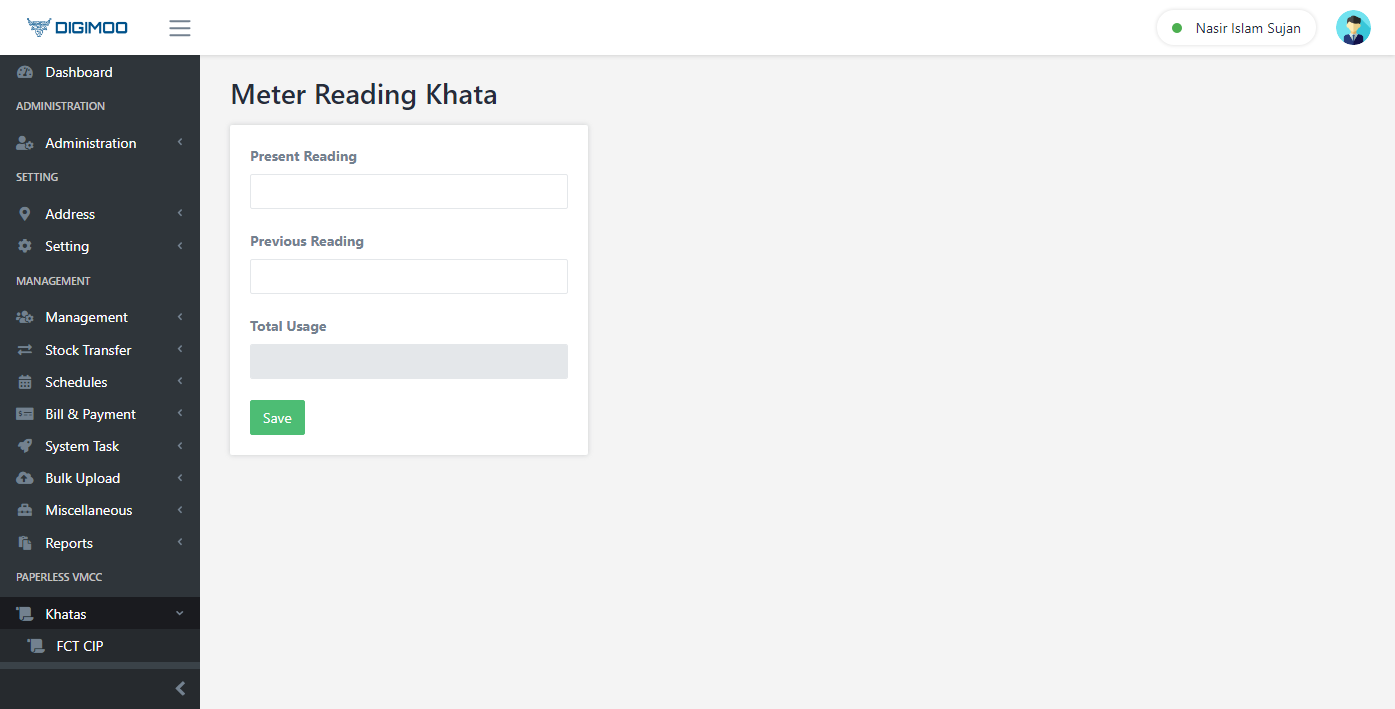 DIGIMOO
Nasir Islam Sujan
Dashboard
ADMINISTRATION
Administration
SETTING
Address
Setting
MANAGEMENT
Management
Stock Transfer
Schedules
Bill & Payment
System Task
Bulk Upload
Miscellaneous
Reports
PAPERLESS VMCC
Khatas
FCT CIP
Meter Reading Khata
Present Reading
Previous Reading
Total Usage
Save